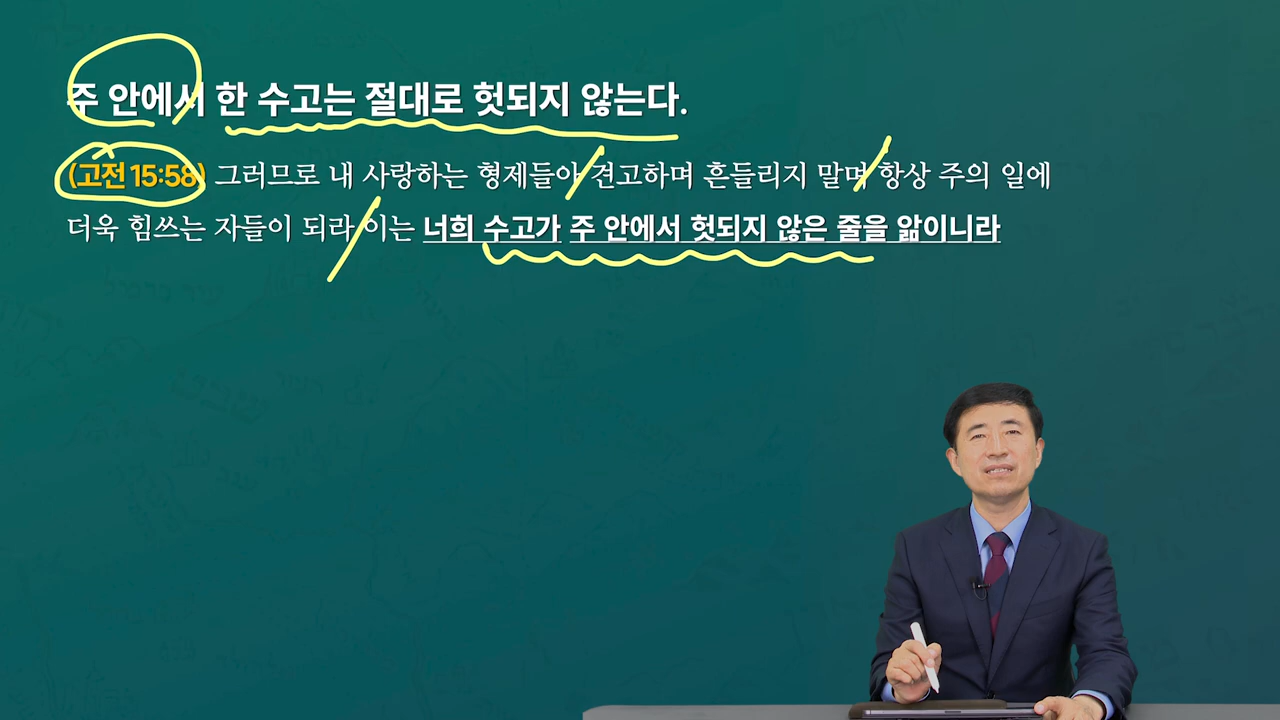 주 안에서 한 수고는 절대로 헛되지 않는다.
(고전 15:58) 그러므로 내 사랑하는 형제들아 견고하며 흔들리지 말며 항상 주의 일에
더욱 힘쓰는 자들이 되라 이는 너희 수고가 주 안에서 헛되지 않은 줄을 앎이니라